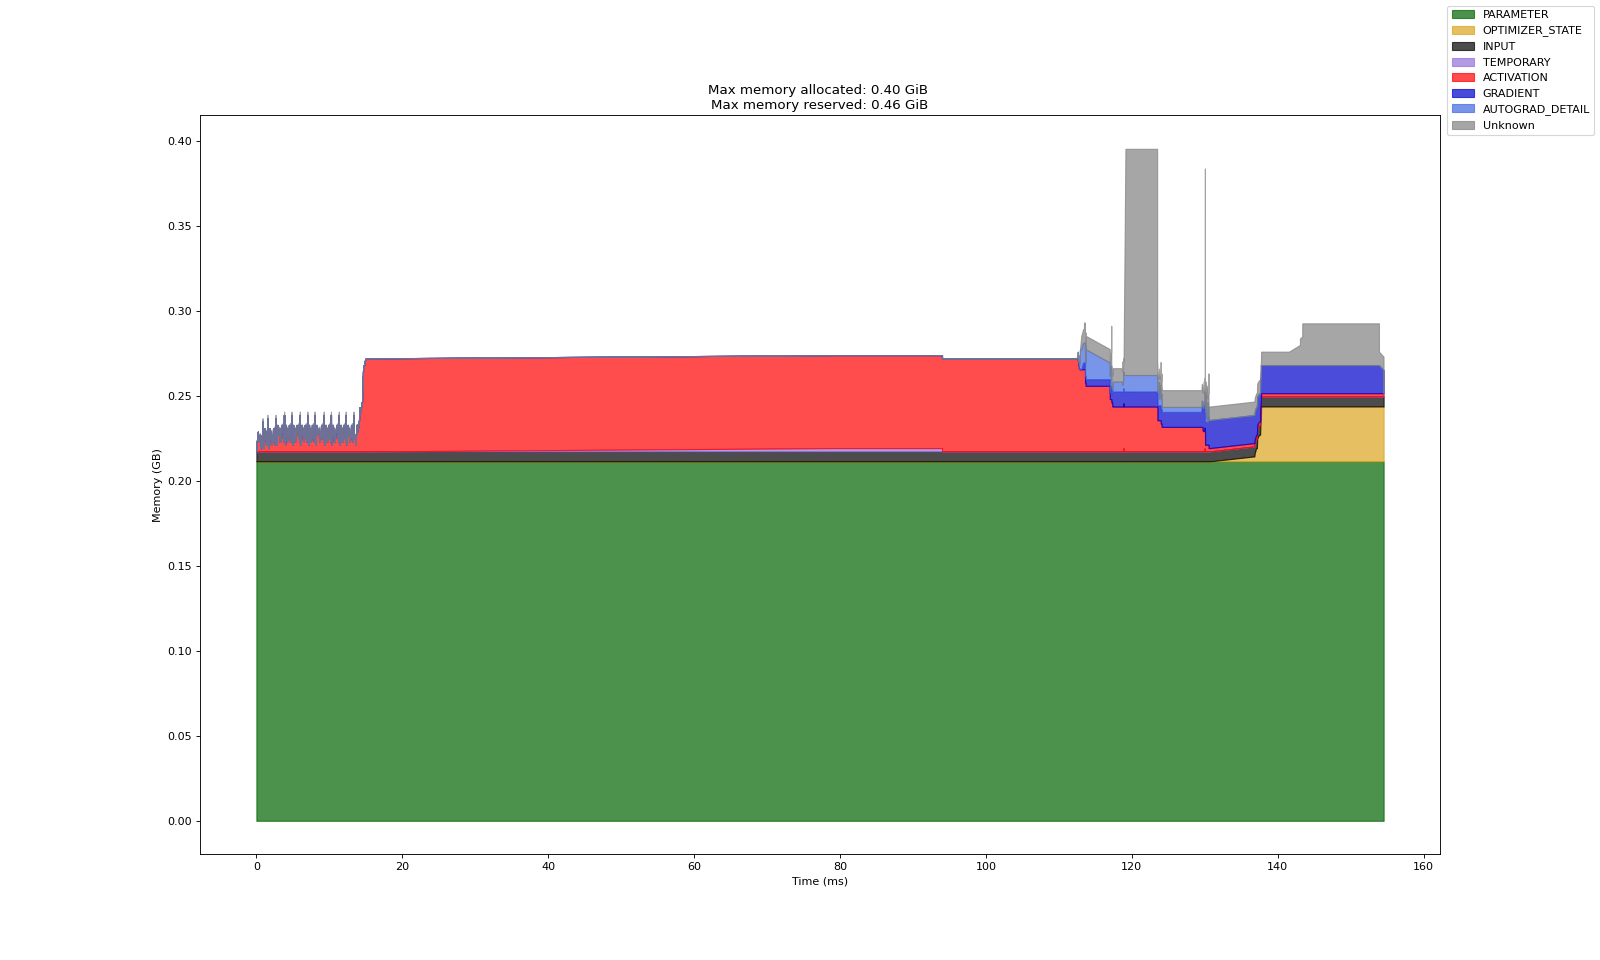 PARAMETER
OPTIMIZER_STATE
INPUT
TEMPORARY
ACTIVATION
GRADIENT
AUTOGRAD_DETAIL
Unknown
Max memory allocated: 0.40 GiB
Max memory reserved: 0.46 GiB
0.40
0.35
0.30
0.25
0.20
0.15
0.10
0.05
0.00
Memory (GB)
0 20 40 60 80 100 120 140 160
Time (ms)